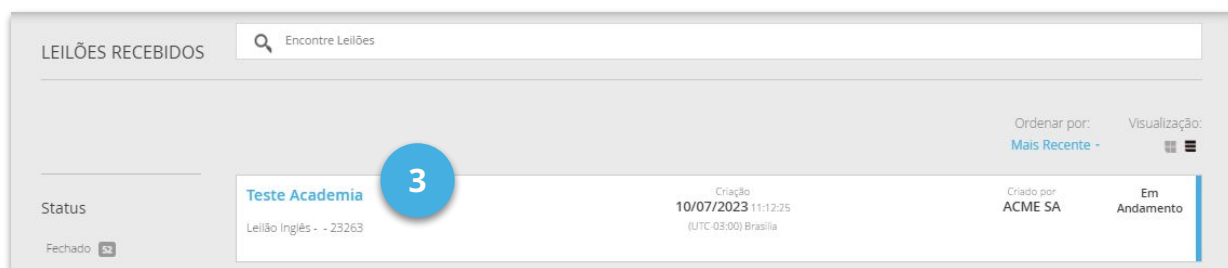 LEILÕES RECEBIDOS
Encontre Leilões
Ordenar por:
Mais Recente -
Visualização:
Status
Fechado 52
Teste Academia
Leilão Inglês - - 23263
3
Criação
10/07/2023 11:12:25
(UTC-03:00) Brasilia
Criado por
ACME SA
Em
Andamento